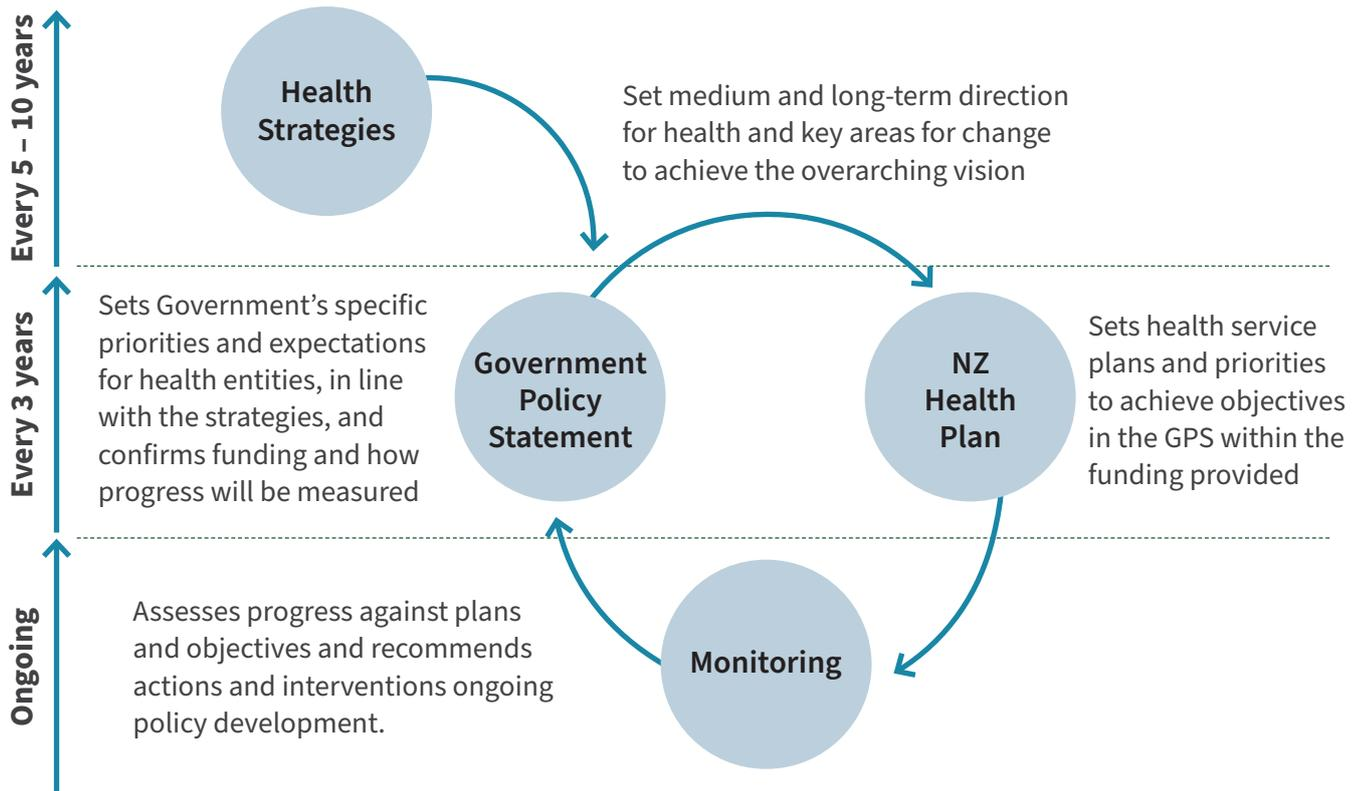 Every 5 – 10 years
Health
Strategies
Set medium and long-term direction
for health and key areas for change
to achieve the overarching vision
Every 3 years
Sets Government’s specific
priorities and expectations
for health entities, in line
with the strategies, and
confirms funding and how
progress will be measured
Government
Policy
Statement
NZ
Health
Plan
Sets health service
plans and priorities
to achieve objectives
in the GPS within the
funding provided
Ongoing
Assesses progress against plans
and objectives and recommends
actions and interventions ongoing
policy development.
Monitoring